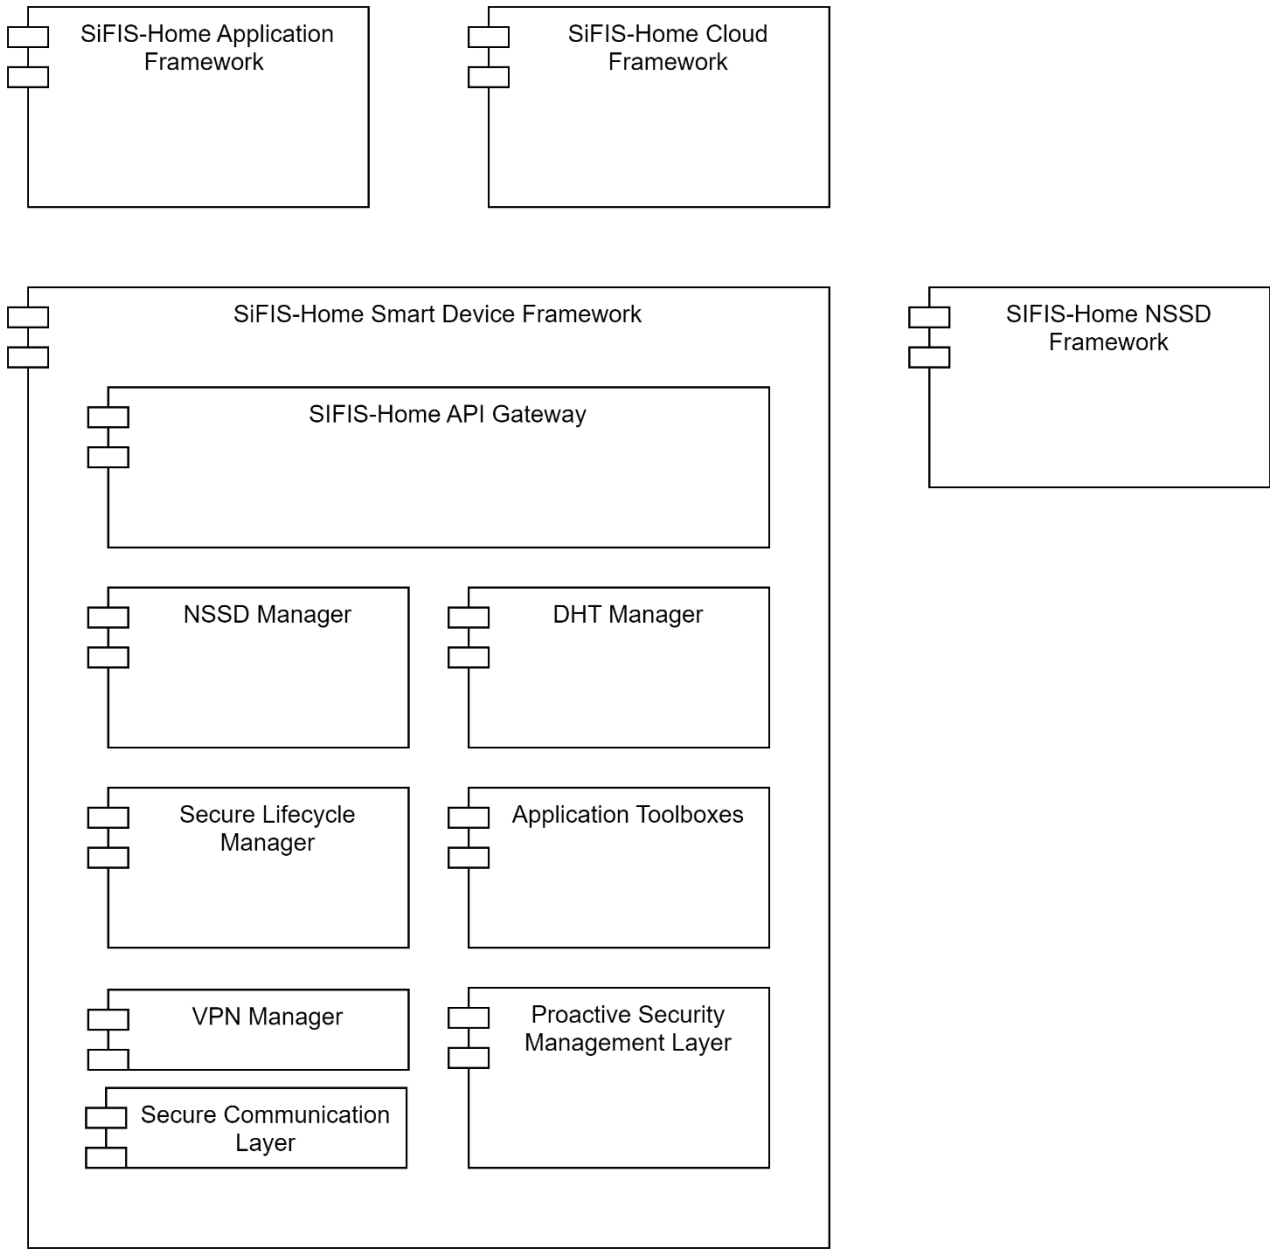 SiFIS-Home Application
Framework
SiFIS-Home Cloud
Framework
SiFIS-Home Smart Device Framework
SIFIS-Home NSSD
Framework
SIFIS-Home API Gateway
NSSD Manager
DHT Manager
Secure Lifecycle
Manager
Application Toolboxes
VPN Manager
Proactive Security
Management Layer
Secure Communication
Layer